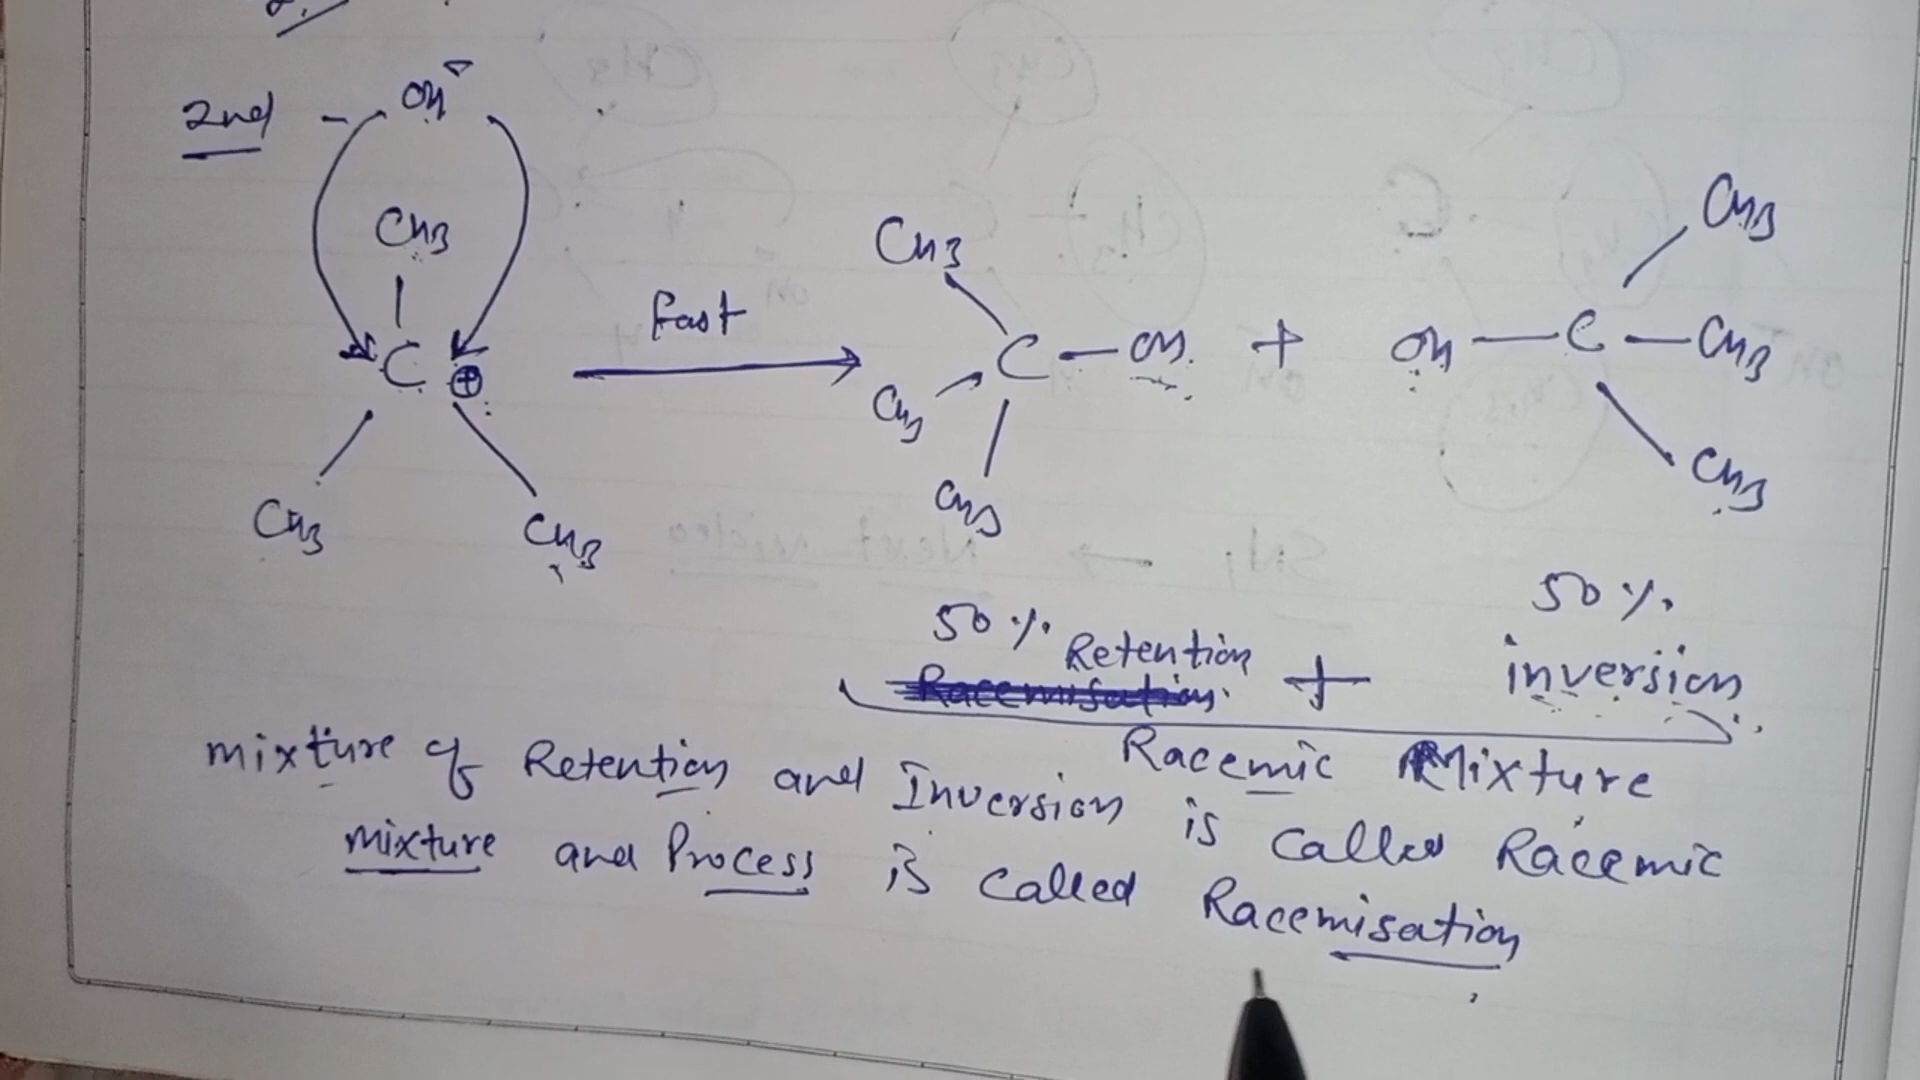 2nd - OH
CH3
C ⊕
CH3 CH3
fast
CH3
CH3
C — OH
CH3
+
OH — C — CH3
CH3
CH3
50% 50%
Retention + inversion
Racemisation
Racemic Mixture
mixture of Retention and Inversion is called Racemic
mixture and Process is called Racemisation